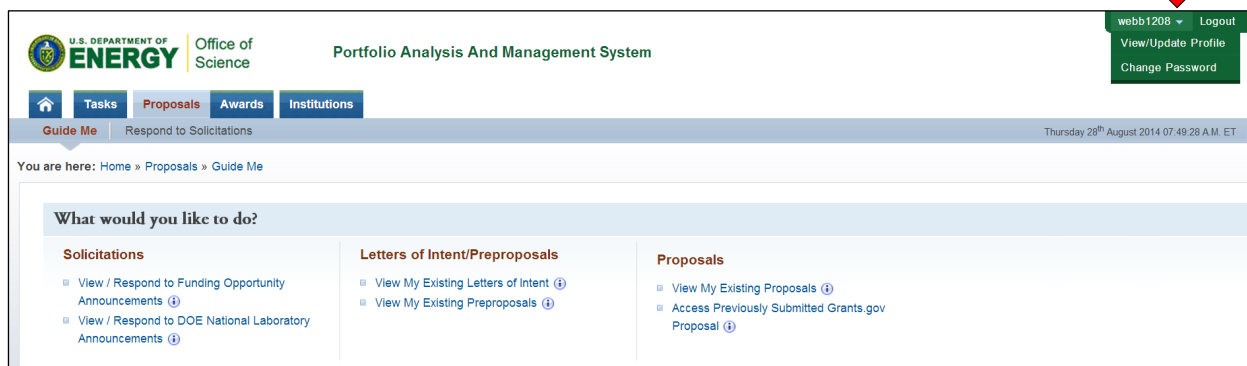 webb1208 Logout
View/Update Profile
Change Password
U.S. DEPARTMENT OF
ENERGY
Office of
Science
Portfolio Analysis And Management System
Tasks Proposals Awards Institutions
Guide Me Respond to Solicitations
Thursday 28th August 2014 07:49:28 A.M. ET
You are here: Home » Proposals » Guide Me
What would you like to do?
Solicitations
View / Respond to Funding Opportunity
Announcements
View / Respond to DOE National Laboratory
Announcements
Letters of Intent/Preproposals
View My Existing Letters of Intent
View My Existing Preproposals
Proposals
View My Existing Proposals
Access Previously Submitted Grants.gov
Proposal